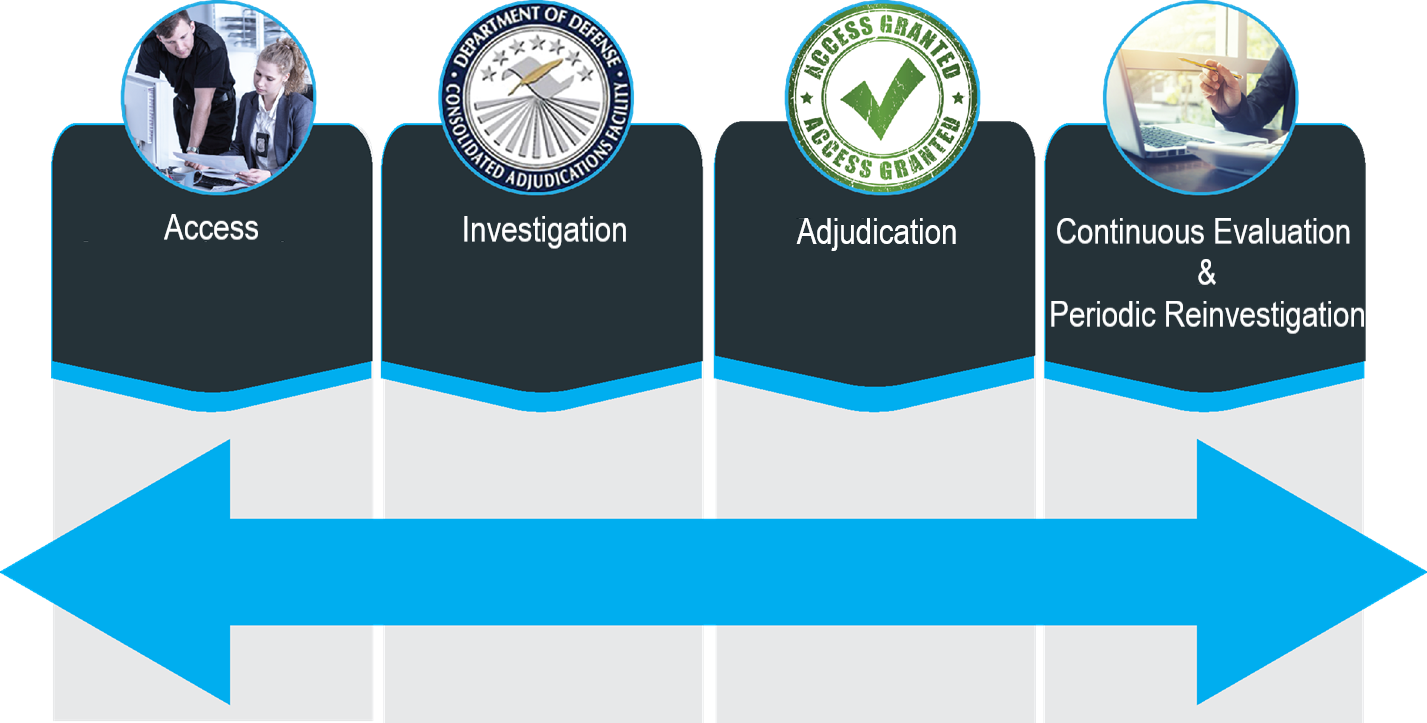 DEPARTMENT OF DEFENSE
CONSOLIDATED ADJUDICATIONS FACILITY
ACCESS GRANTED
ACCESS GRANTED
Access
Investigation
Adjudication
Continuous Evaluation
&
Periodic Reinvestigation